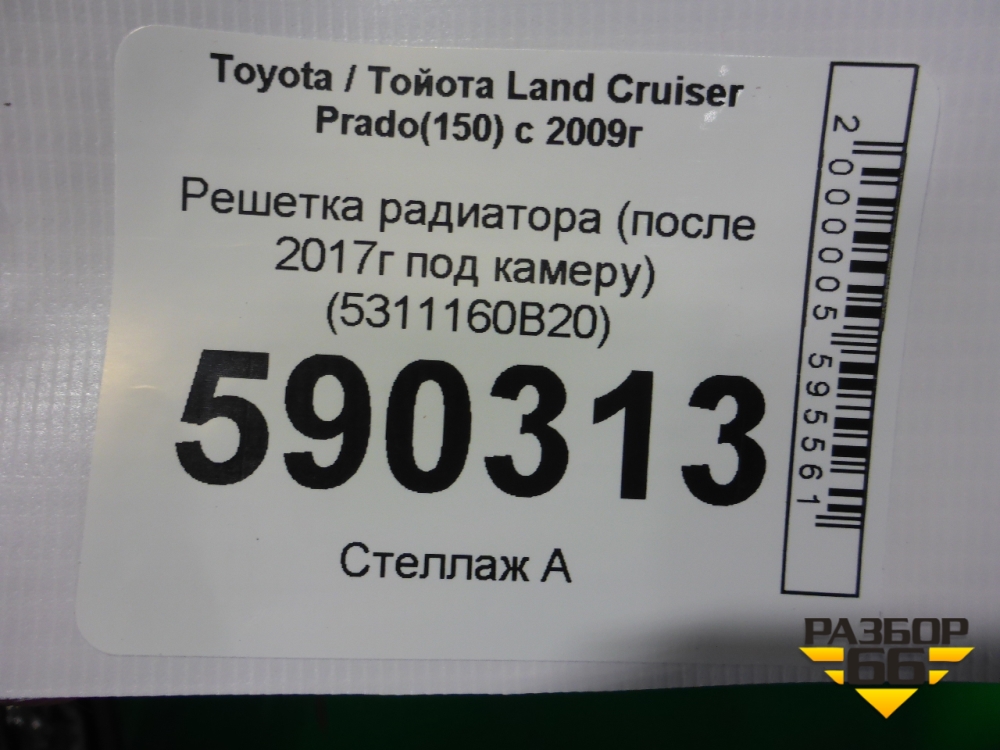 Toyota / Тойота Land Cruiser
Prado(150) с 2009г
Решетка радиатора (после
2017г под камеру)
(5311160B20)
590313
Стеллаж А
2 000005 595561
РАЗБОР
66